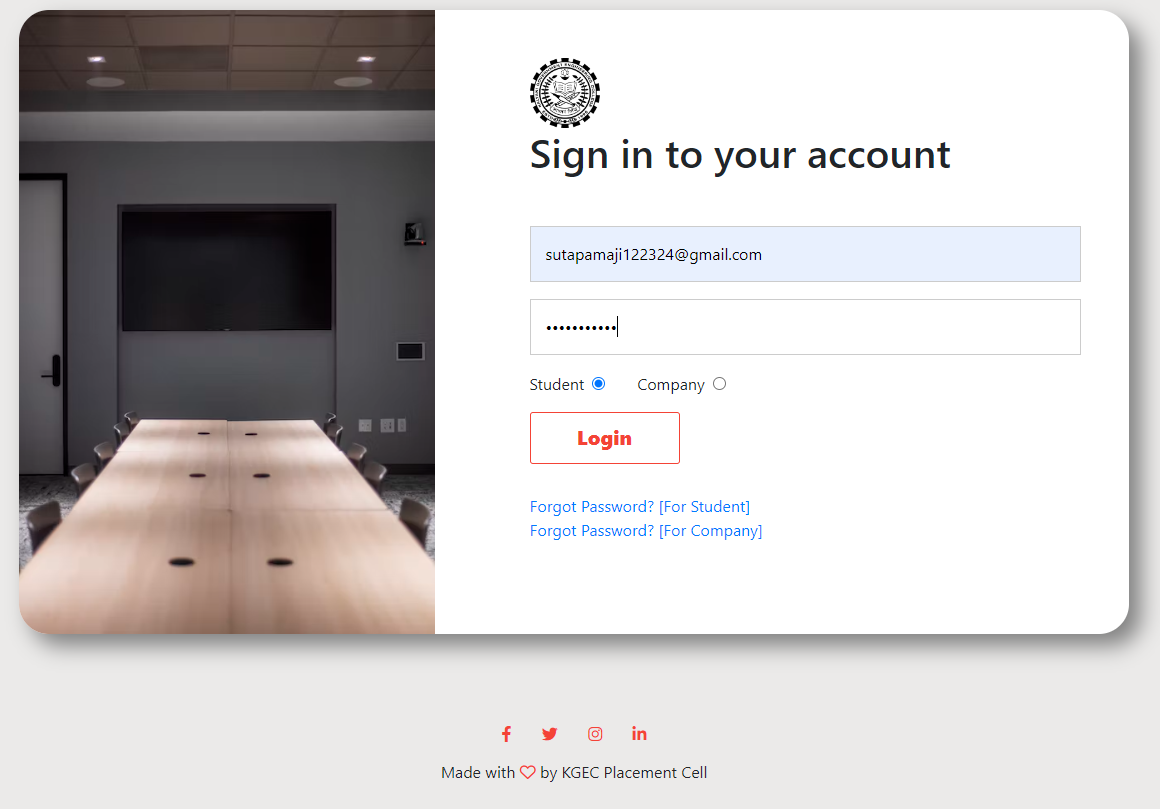 Sign in to your account
sutapamaji122324@gmail.com
•••••••••••
Student Company
Login
Forgot Password? [For Student]
Forgot Password? [For Company]
Made with by KGEC Placement Cell